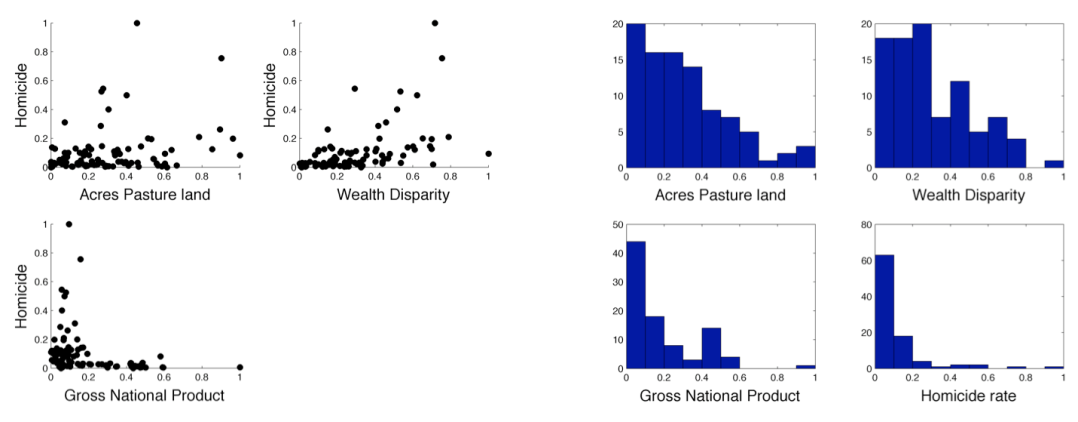 1
0.8
0.6
0.4
0.2
0
Homicide
0 0.2 0.4 0.6 0.8 1
Acres Pasture land
1
0.8
0.6
0.4
0.2
0
Homicide
0 0.2 0.4 0.6 0.8 1
Wealth Disparity
20
15
10
5
0
0 0.2 0.4 0.6 0.8 1
Acres Pasture land
20
15
10
5
0
0 0.2 0.4 0.6 0.8 1
Wealth Disparity
1
0.8
0.6
0.4
0.2
0
Homicide
0 0.2 0.4 0.6 0.8 1
Gross National Product
50
40
30
20
10
0
0 0.2 0.4 0.6 0.8 1
Gross National Product
80
60
40
20
0
0 0.2 0.4 0.6 0.8 1
Homicide rate